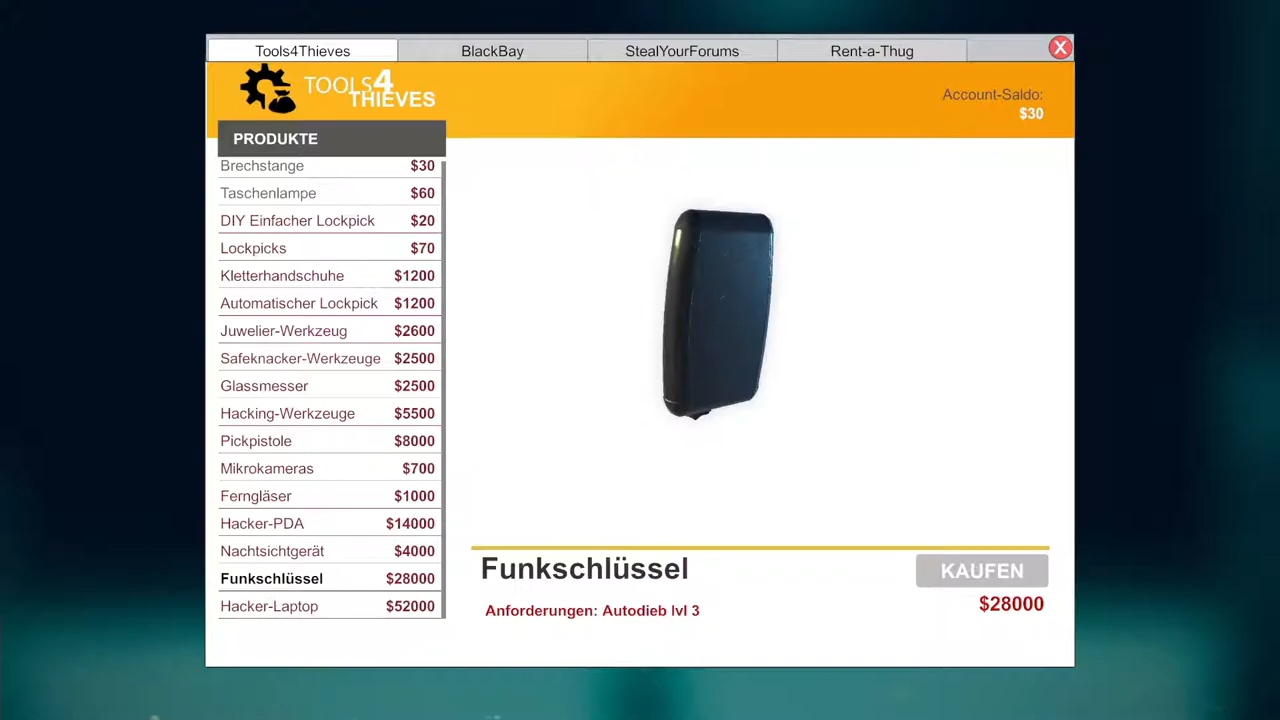 Tools4Thieves
BlackBay
StealYourForums
Rent-a-Thug
X
TOOLS4
THIEVES
Account-Saldo:
$30
PRODUKTE
Brechstange $30
Taschenlampe $60
DIY Einfacher Lockpick $20
Lockpicks $70
Kletterhandschuhe $1200
Automatischer Lockpick $1200
Juwelier-Werkzeug $2600
Safeknacker-Werkzeuge $2500
Glassmesser $2500
Hacking-Werkzeuge $5500
Pickpistole $8000
Mikrokameras $700
Ferngläser $1000
Hacker-PDA $14000
Nachtsichtgerät $4000
Funkschlüssel $28000
Hacker-Laptop $52000
Funkschlüssel
KAUFEN
Anforderungen: Autodieb lvl 3
$28000